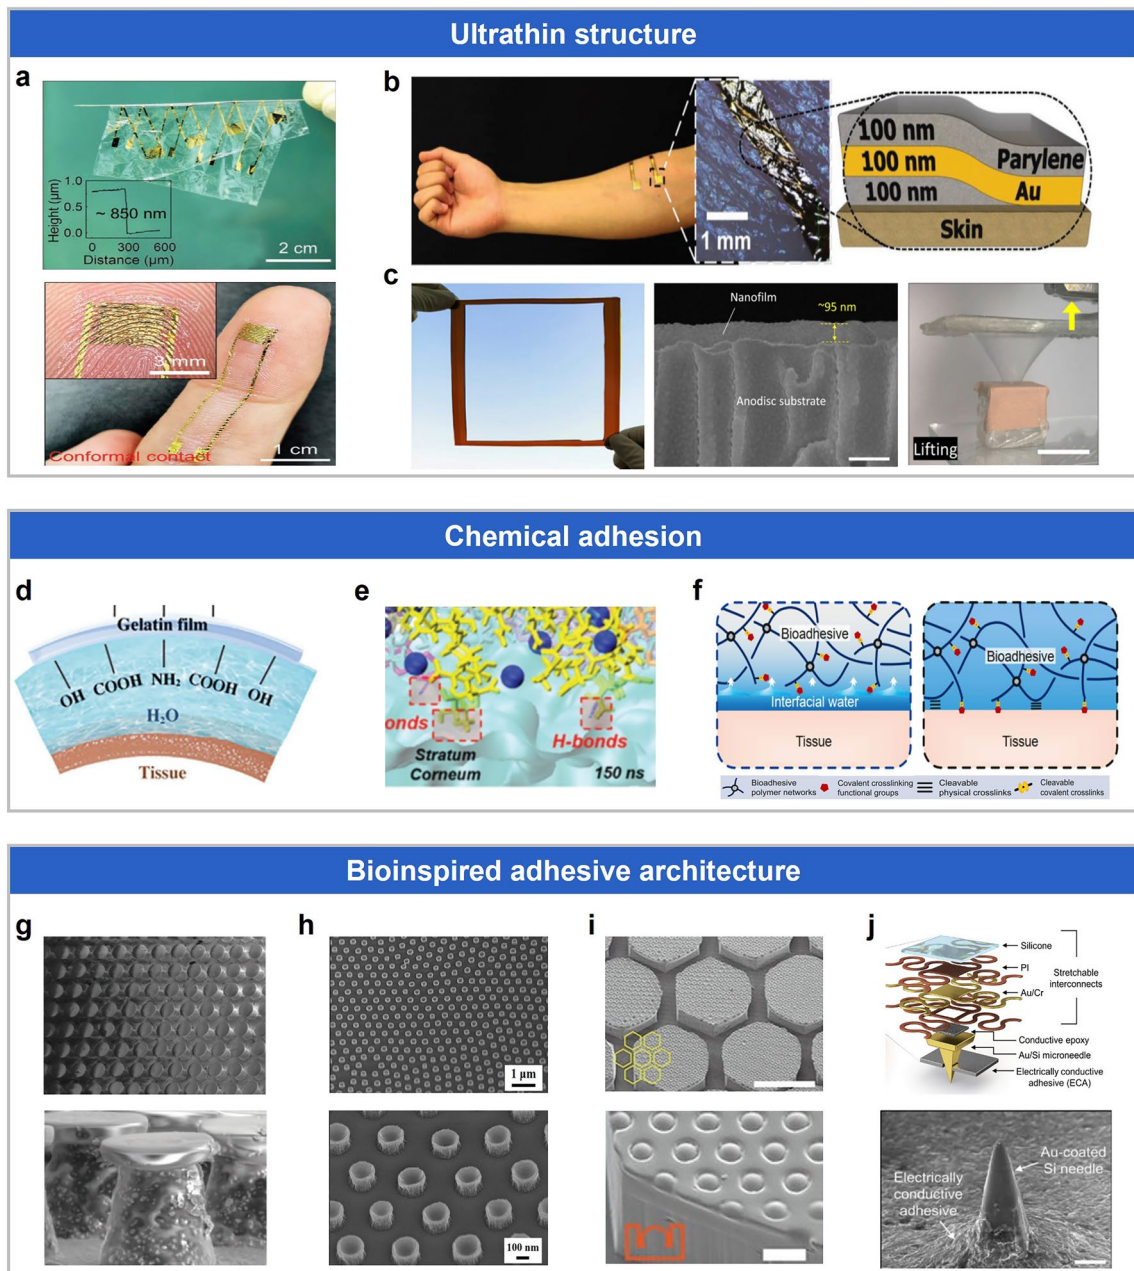 Ultrathin structure
a
Height (µm)
1.0
0.5
0.0
~ 850 nm
0 300 600
Distance (µm)
2 cm
3 mm
Conformal contact
1 cm
b
1 mm
100 nm
100 nm
Parylene
100 nm
Au
Skin
c
Nanofilm
~95 nm
Anodisc substrate
Lifting
Chemical adhesion
d
Gelatin film
OH COOH NH₂ COOH OH
H₂O
Tissue
e
onds
Stratum
Corneum
H-bonds
150 ns
f
Bioadhesive
Interfacial water
Tissue
Bioadhesive
Tissue
Bioadhesive
polymer networks
Covalent crosslinking
functional groups
Cleavable
physical crosslinks
Cleavable
covalent crosslinks
Bioinspired adhesive architecture
g
h
1 µm
100 nm
i
j
Silicone
PI
Au/Cr
Stretchable
interconnects
Conductive epoxy
Au/Si microneedle
Electrically conductive
adhesive (ECA)
Au-coated
Si needle
Electrically
conductive
adhesive